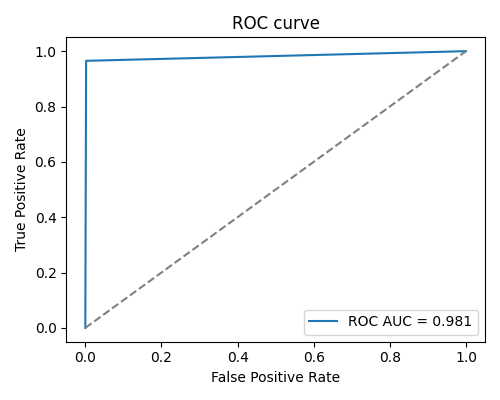 ROC curve
True Positive Rate
1.0
0.8
0.6
0.4
0.2
0.0
ROC AUC = 0.981
0.0 0.2 0.4 0.6 0.8 1.0
False Positive Rate